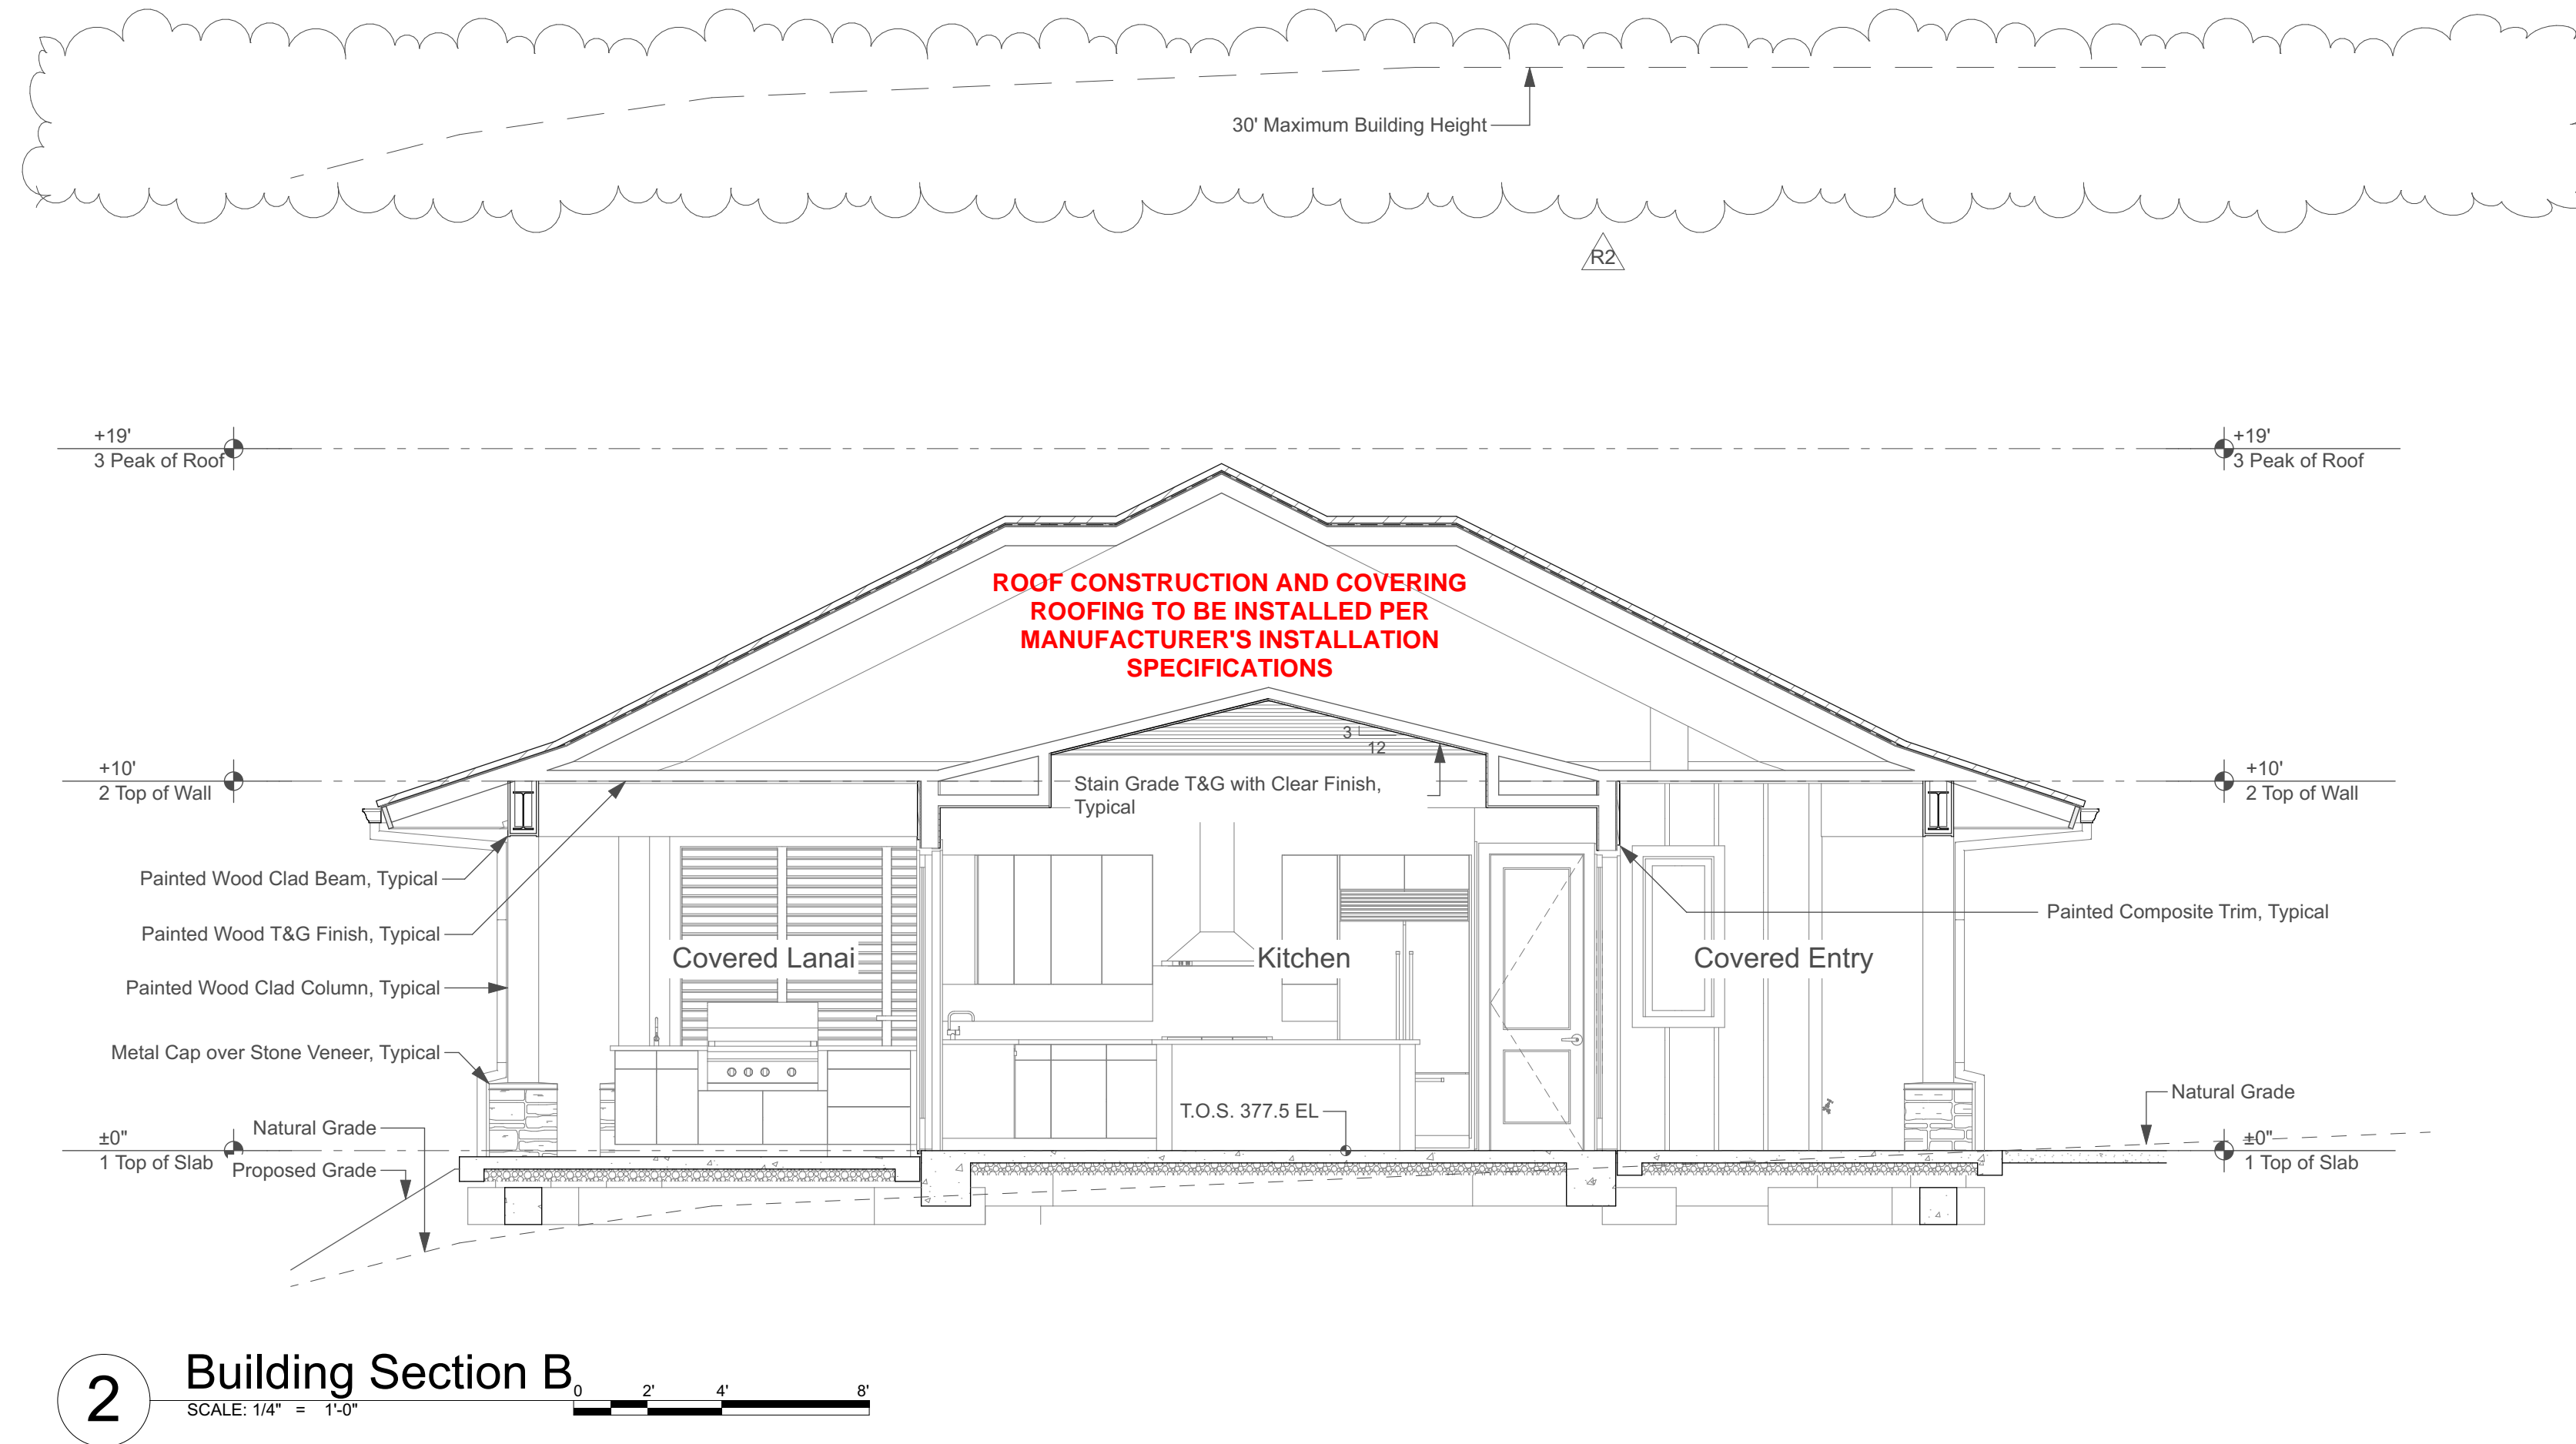 30' Maximum Building Height
R2
+19'
3 Peak of Roof
+19'
3 Peak of Roof
ROOF CONSTRUCTION AND COVERING
ROOFING TO BE INSTALLED PER
MANUFACTURER'S INSTALLATION
SPECIFICATIONS
3
12
+10'
2 Top of Wall
Stain Grade T&G with Clear Finish,
Typical
+10'
2 Top of Wall
Painted Wood Clad Beam, Typical
Painted Wood T&G Finish, Typical
Painted Composite Trim, Typical
Covered Lanai
Kitchen
Covered Entry
Painted Wood Clad Column, Typical
Metal Cap over Stone Veneer, Typical
Natural Grade
T.O.S. 377.5 EL
Natural Grade
±0"
1 Top of Slab
Proposed Grade
±0"
1 Top of Slab
2
Building Section B
SCALE: 1/4" = 1'-0"
0 2' 4' 8'